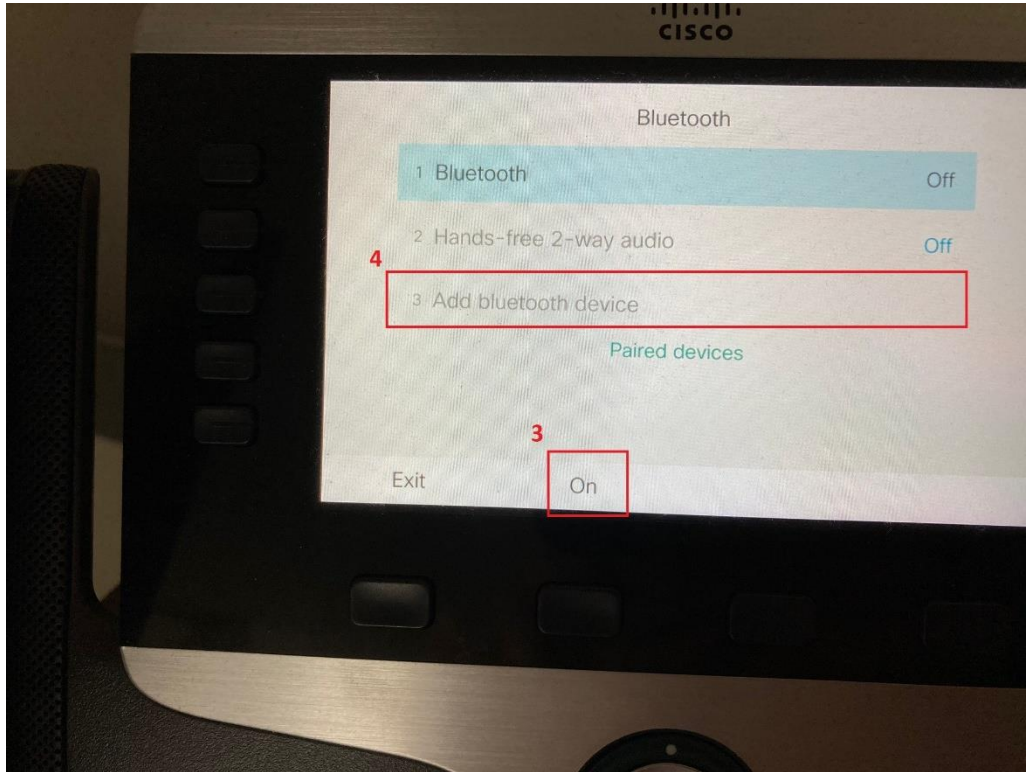 CISCO
Bluetooth
1 Bluetooth Off
2 Hands-free 2-way audio Off
4
3 Add bluetooth device
Paired devices
3
Exit On